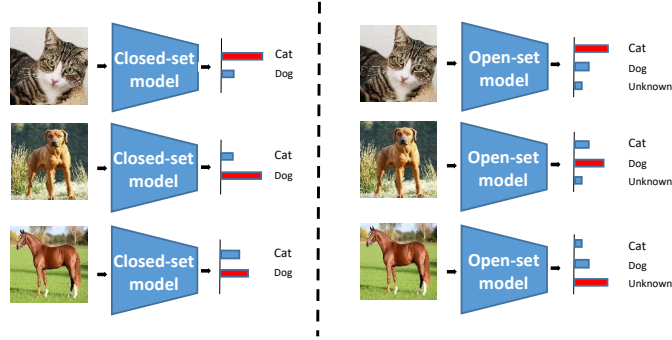 Closed-set
model
Cat
Dog
Closed-set
model
Cat
Dog
Closed-set
model
Cat
Dog
Open-set
model
Cat
Dog
Unknown
Open-set
model
Cat
Dog
Unknown
Open-set
model
Cat
Dog
Unknown